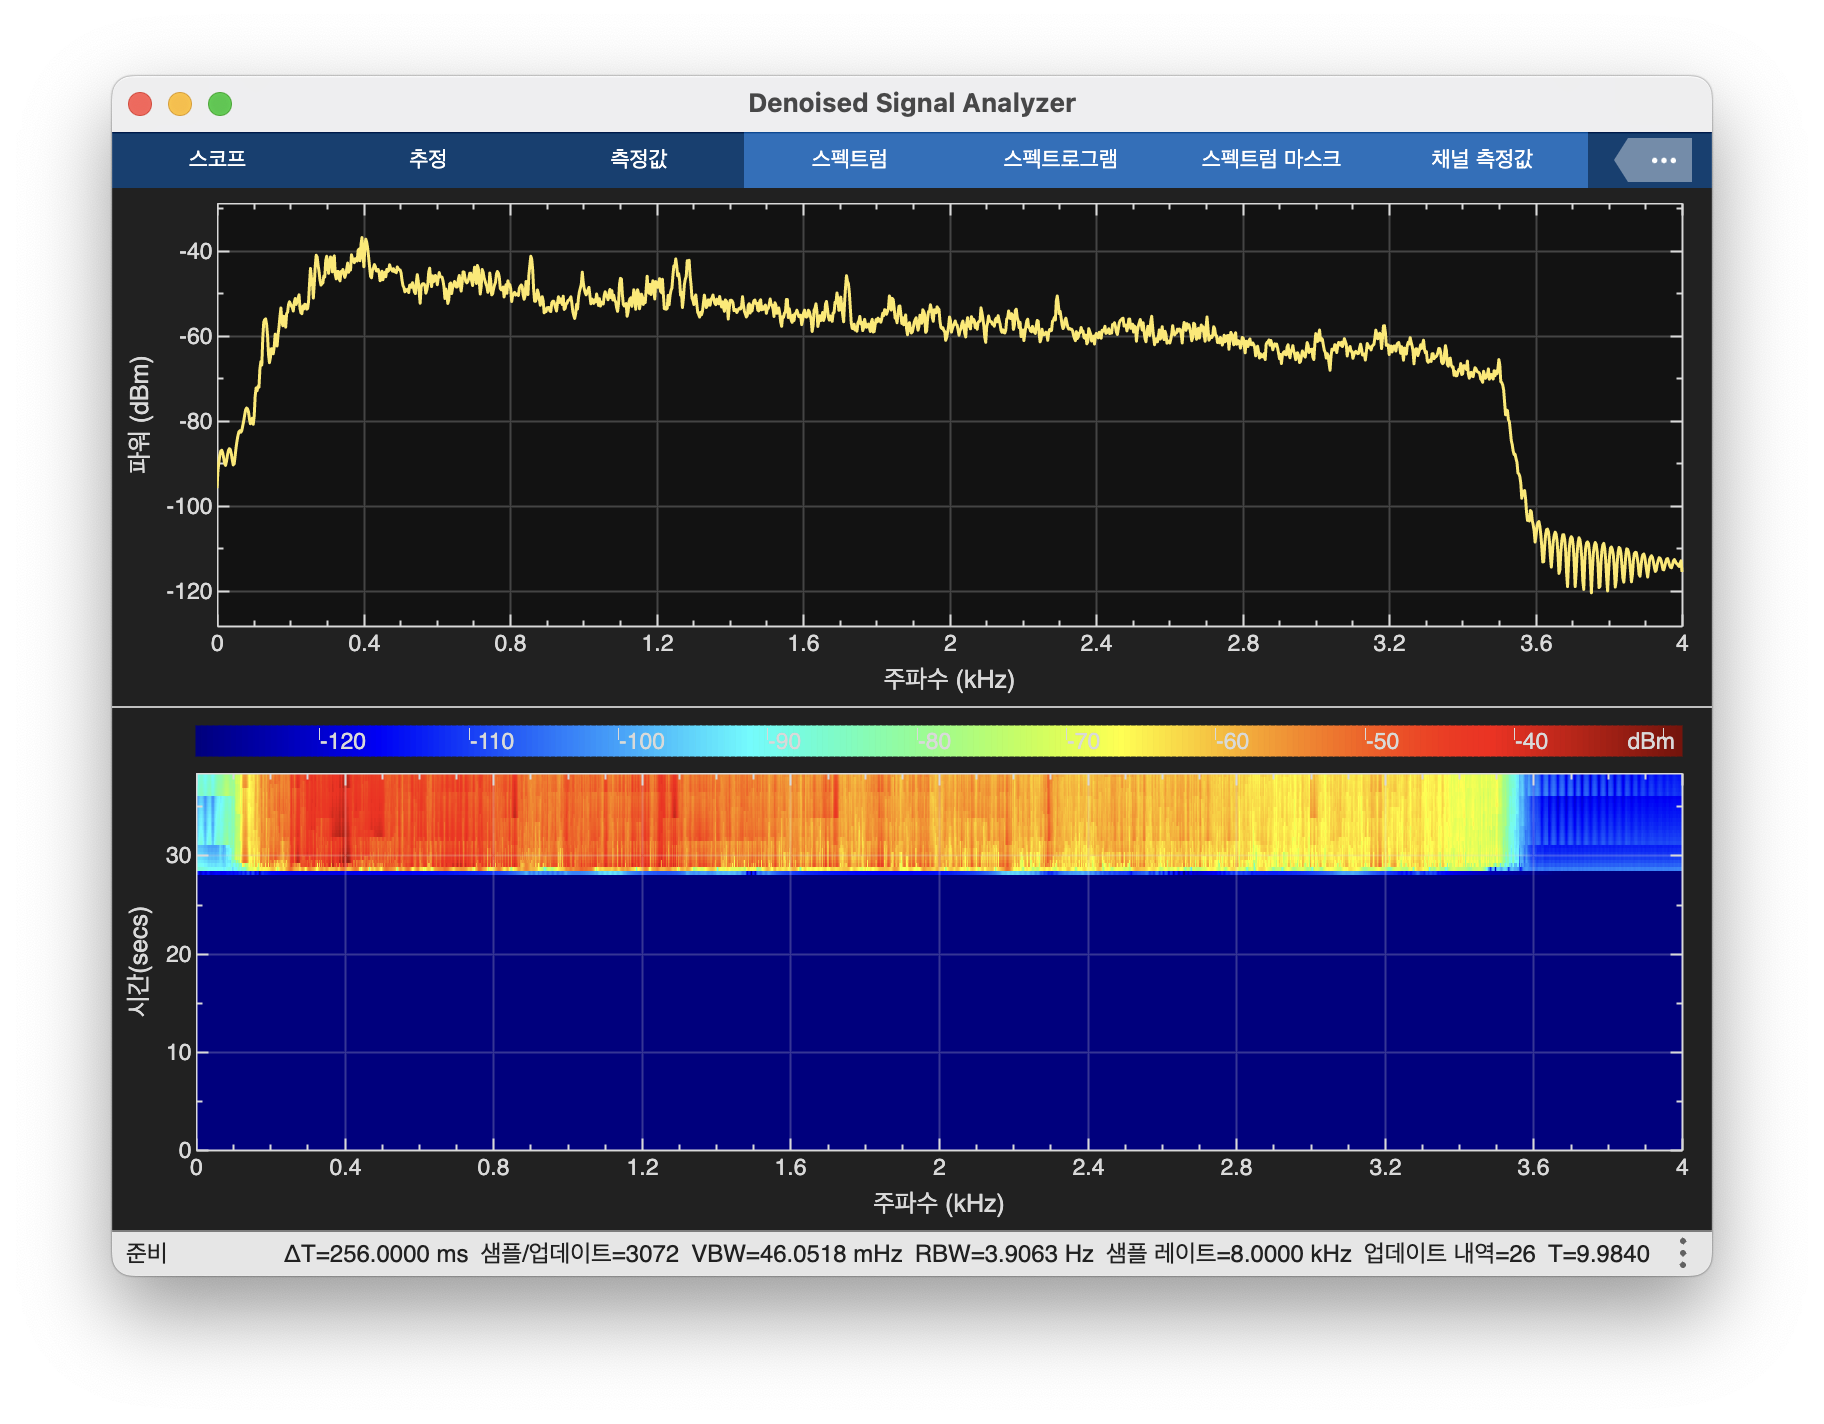 Denoised Signal Analyzer
스코프 추정 측정값 스펙트럼 스펙트로그램 스펙트럼 마스크 채널 측정값 ...
파워 (dBm)
-40
-60
-80
-100
-120
0 0.4 0.8 1.2 1.6 2 2.4 2.8 3.2 3.6 4
주파수 (kHz)
-120 -110 -100 -90 -80 -70 -60 -50 -40 dBm
시간(secs)
30
20
10
0
0 0.4 0.8 1.2 1.6 2 2.4 2.8 3.2 3.6 4
주파수 (kHz)
준비 ΔT=256.0000 ms 샘플/업데이트=3072 VBW=46.0518 mHz RBW=3.9063 Hz 샘플 레이트=8.0000 kHz 업데이트 내역=26 T=9.9840